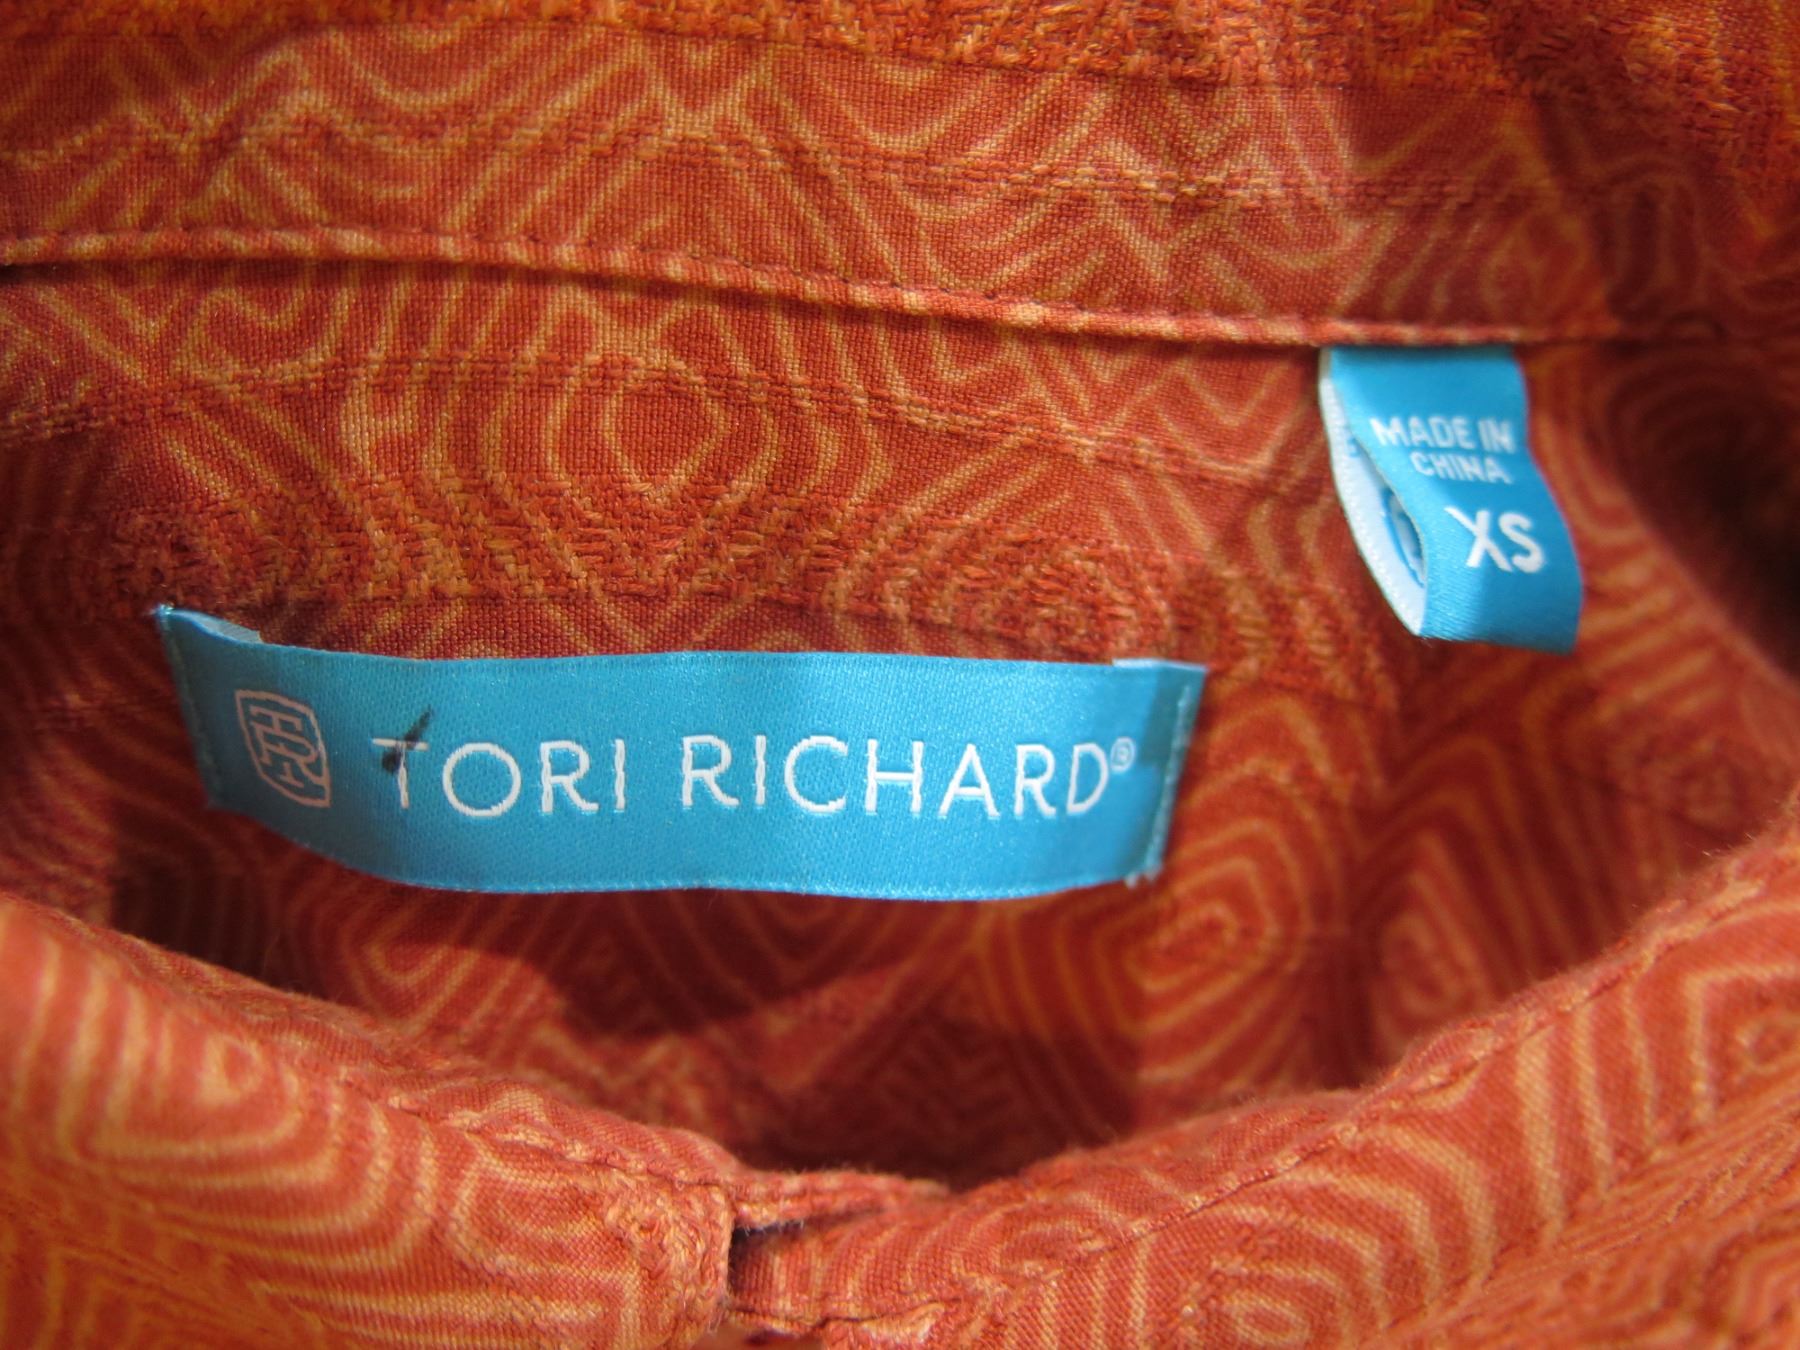 TORI RICHARD®
MADE IN
CHINA
XS